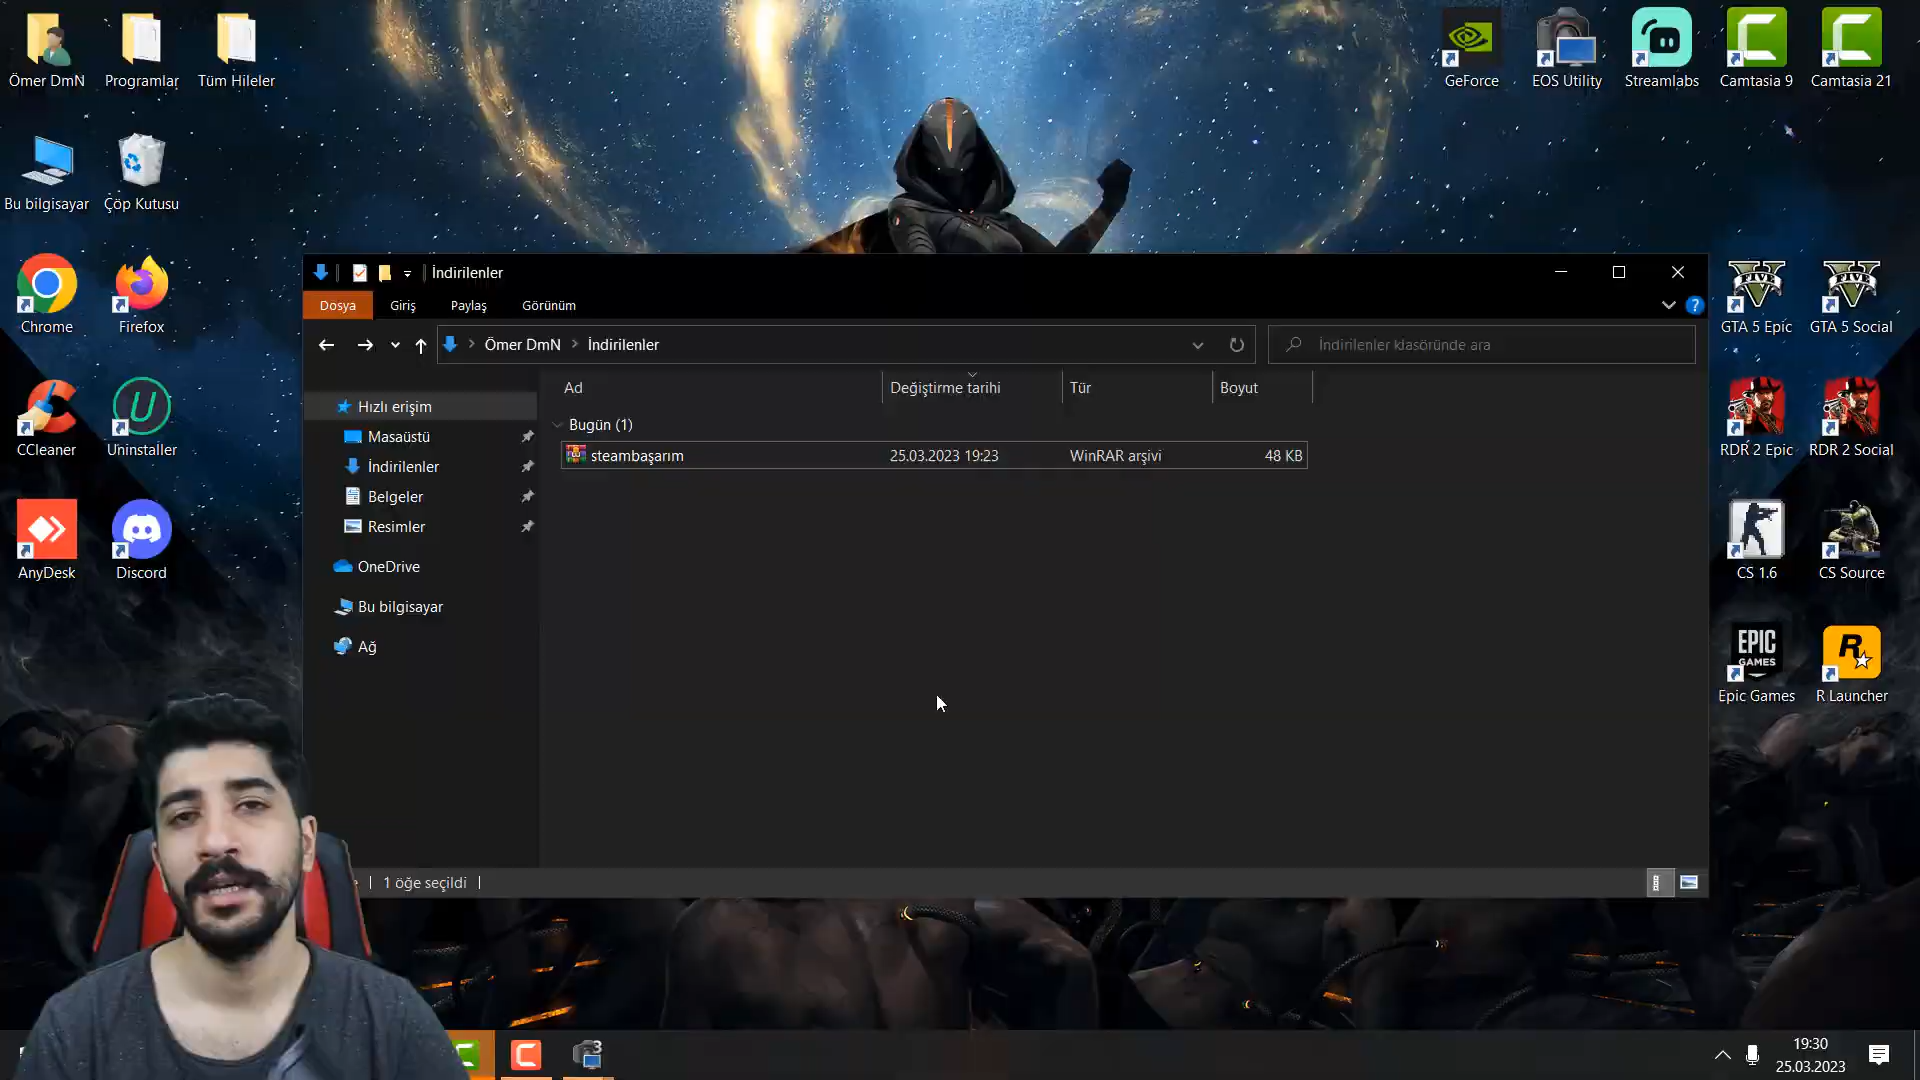 Ömer DmN
Programlar
Tüm Hileler
Bu bilgisayar
Çöp Kutusu
Chrome
Firefox
CCleaner
Uninstaller
AnyDesk
Discord
GeForce
EOS Utility
Streamlabs
Camtasia 9
Camtasia 21
İndirilenler
Dosya
Giriş
Paylaş
Görünüm
?
Ömer DmN
İndirilenler
İndirilenler klasöründe ara
Ad
Değiştirme tarihi
Tür
Boyut
Hızlı erişim
Masaüstü
İndirilenler
Belgeler
Resimler
OneDrive
Bu bilgisayar
Ağ
Bugün (1)
steambaşarım
25.03.2023 19:23
WinRAR arşivi
48 KB
1 öğe seçildi
FIVE
V
GTA 5 Epic
FIVE
V
GTA 5 Social
RDR 2 Epic
RDR 2 Social
CS 1.6
CS Source
EPIC
GAMES
Epic Games
R
R Launcher
3
19:30
25.03.2023